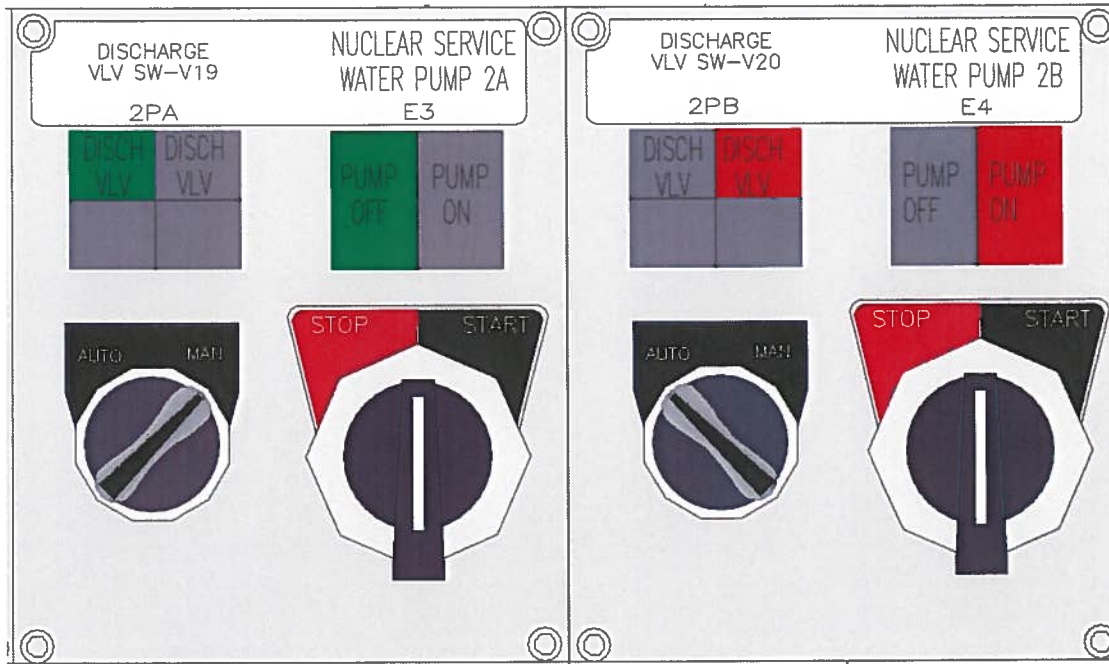 DISCHARGE
VLV SW-V19
2PA
NUCLEAR SERVICE
WATER PUMP 2A
E3
DISCH
VLV
DISCH
VLV
PUMP
OFF
PUMP
ON
AUTO
MAN
STOP
START
DISCHARGE
VLV SW-V20
2PB
NUCLEAR SERVICE
WATER PUMP 2B
E4
DISCH
VLV
DISCH
VLV
PUMP
OFF
PUMP
ON
AUTO
MAN
STOP
START